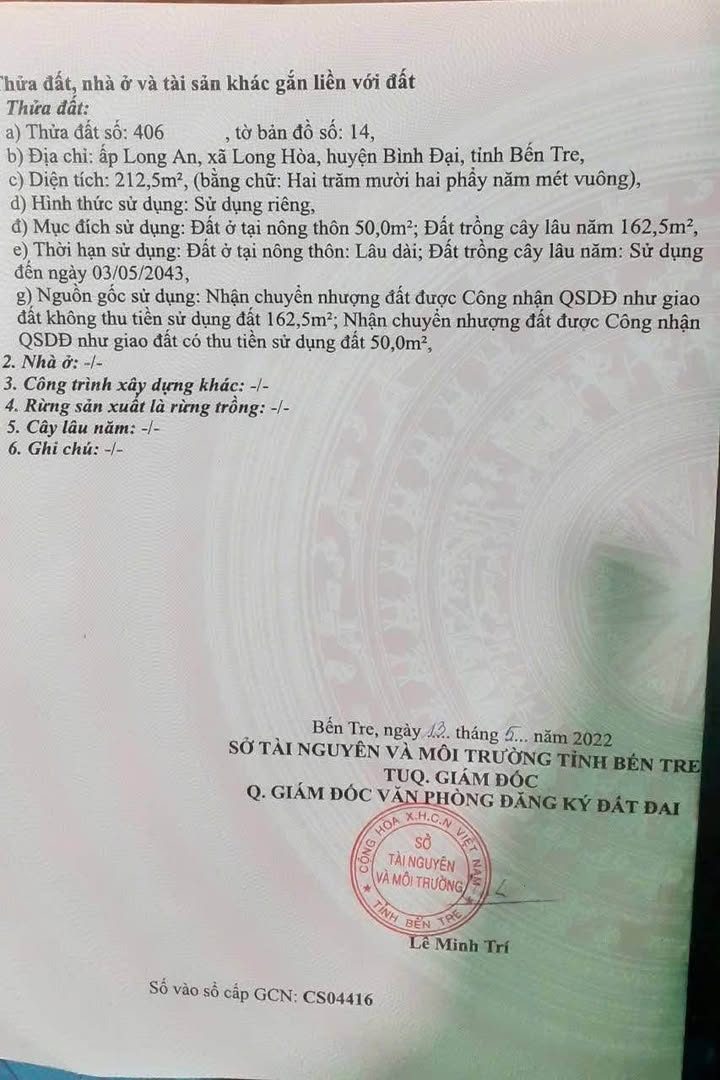 Thửa đất, nhà ở và tài sản khác gắn liền với đất
Thửa đất:
a) Thửa đất số: 406 , tờ bản đồ số: 14,
b) Địa chỉ: ấp Long An, xã Long Hòa, huyện Bình Đại, tỉnh Bến Tre,
c) Diện tích: 212,5m², (bằng chữ: Hai trăm mười hai phẩy năm mét vuông),
d) Hình thức sử dụng: Sử dụng riêng,
đ) Mục đích sử dụng: Đất ở tại nông thôn 50,0m²; Đất trồng cây lâu năm 162,5m²,
e) Thời hạn sử dụng: Đất ở tại nông thôn: Lâu dài; Đất trồng cây lâu năm: Sử dụng
đến ngày 03/05/2043,
g) Nguồn gốc sử dụng: Nhận chuyển nhượng đất được Công nhận QSDĐ như giao
đất không thu tiền sử dụng đất 162,5m²; Nhận chuyển nhượng đất được Công nhận
QSDĐ như giao đất có thu tiền sử dụng đất 50,0m²,
2. Nhà ở: -/-
3. Công trình xây dựng khác: -/-
4. Rừng sản xuất là rừng trồng: -/-
5. Cây lâu năm: -/-
6. Ghi chú: -/-
Bến Tre, ngày 13 tháng 5 năm 2022
SỞ TÀI NGUYÊN VÀ MÔI TRƯỜNG TỈNH BẾN TRE
TUQ. GIÁM ĐỐC
Q. GIÁM ĐỐC VĂN PHÒNG ĐĂNG KÝ ĐẤT ĐAI
CỘNG HÒA X.H.C.N VIỆT NAM
SỞ
TÀI NGUYÊN
VÀ MÔI TRƯỜNG
TỈNH BẾN TRE
Lê Minh Trí
Số vào sổ cấp GCN: CS04416